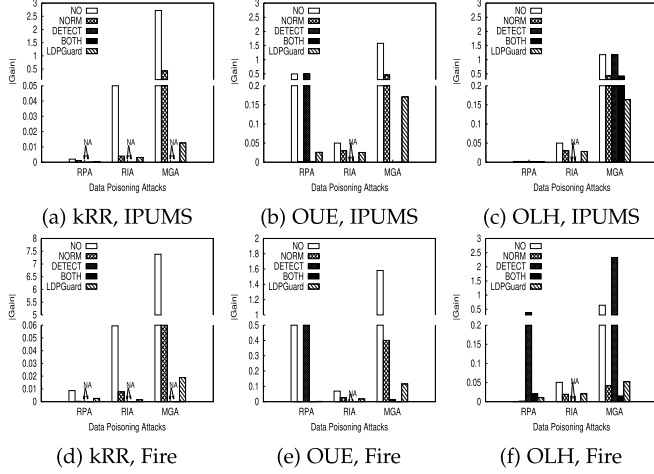 NO
NORM
DETECT
BOTH
LDPGuard
|Gain|
3
2.5
2
1.5
1
0.5
0.05
0.04
0.03
0.02
0.01
0
NA NA NA
RPA RIA MGA
Data Poisoning Attacks
(a) kRR, IPUMS
NO
NORM
DETECT
BOTH
LDPGuard
|Gain|
3
2.5
2
1.5
1
0.5
0.2
0.15
0.1
0.05
0
NA
RPA RIA MGA
Data Poisoning Attacks
(b) OUE, IPUMS
NO
NORM
DETECT
BOTH
LDPGuard
|Gain|
3
2.5
2
1.5
1
0.5
0.2
0.15
0.1
0.05
0
NA
RPA RIA MGA
Data Poisoning Attacks
(c) OLH, IPUMS
NO
NORM
DETECT
BOTH
LDPGuard
|Gain|
8
7.5
7
6.5
6
5.5
5
0.06
0.05
0.04
0.03
0.02
0.01
0
NA NA NA
RPA RIA MGA
Data Poisoning Attacks
(d) kRR, Fire
NO
NORM
DETECT
BOTH
LDPGuard
|Gain|
2
1.8
1.6
1.4
1.2
1
0.5
0.4
0.3
0.2
0.1
0
NA
RPA RIA MGA
Data Poisoning Attacks
(e) OUE, Fire
NO
NORM
DETECT
BOTH
LDPGuard
|Gain|
3
2.5
2
1.5
1
0.5
0.2
0.15
0.1
0.05
0
NA
RPA RIA MGA
Data Poisoning Attacks
(f) OLH, Fire